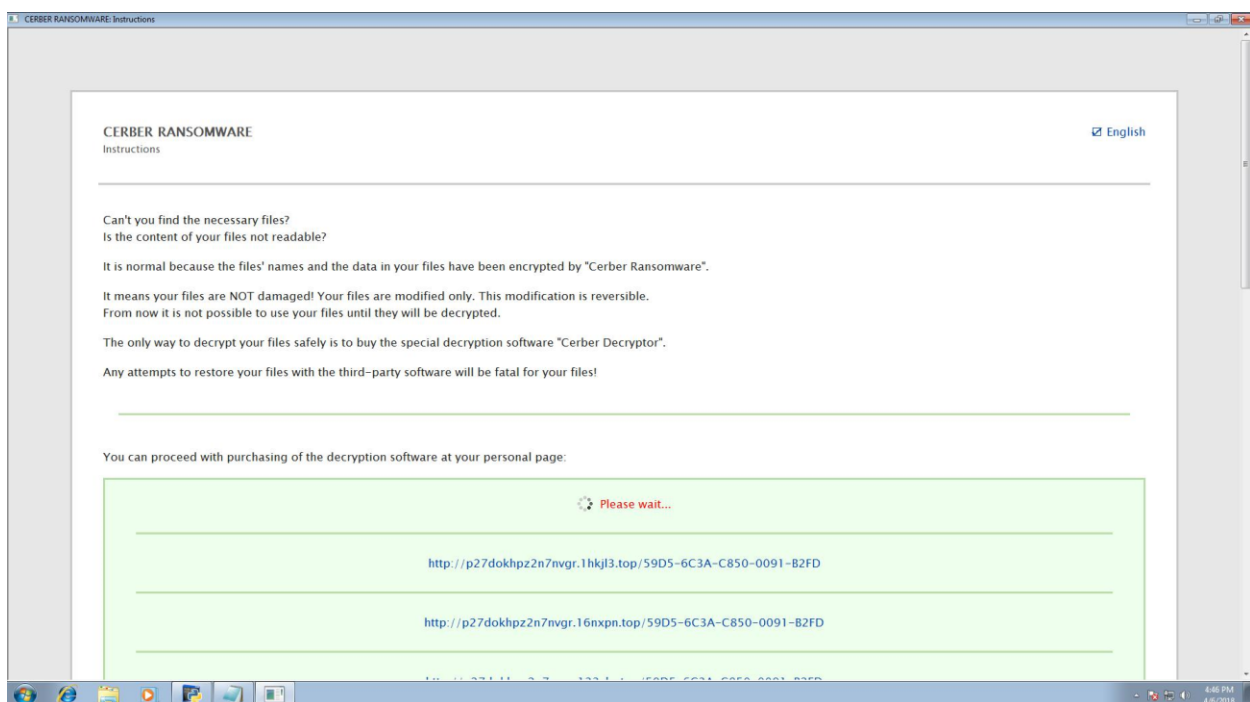 CERBER RANSOMWARE: Instructions
CERBER RANSOMWARE
English
Instructions
Can't you find the necessary files?
Is the content of your files not readable?
It is normal because the files' names and the data in your files have been encrypted by "Cerber Ransomware".
It means your files are NOT damaged! Your files are modified only. This modification is reversible.
From now it is not possible to use your files until they will be decrypted.
The only way to decrypt your files safely is to buy the special decryption software "Cerber Decryptor".
Any attempts to restore your files with the third-party software will be fatal for your files!
You can proceed with purchasing of the decryption software at your personal page:
Please wait...
http://p27dokhpz2n7nvgr.1hkjl3.top/59D5-6C3A-C850-0091-B2FD
http://p27dokhpz2n7nvgr.16nxpn.top/59D5-6C3A-C850-0091-B2FD
4:46 PM
4/6/2018